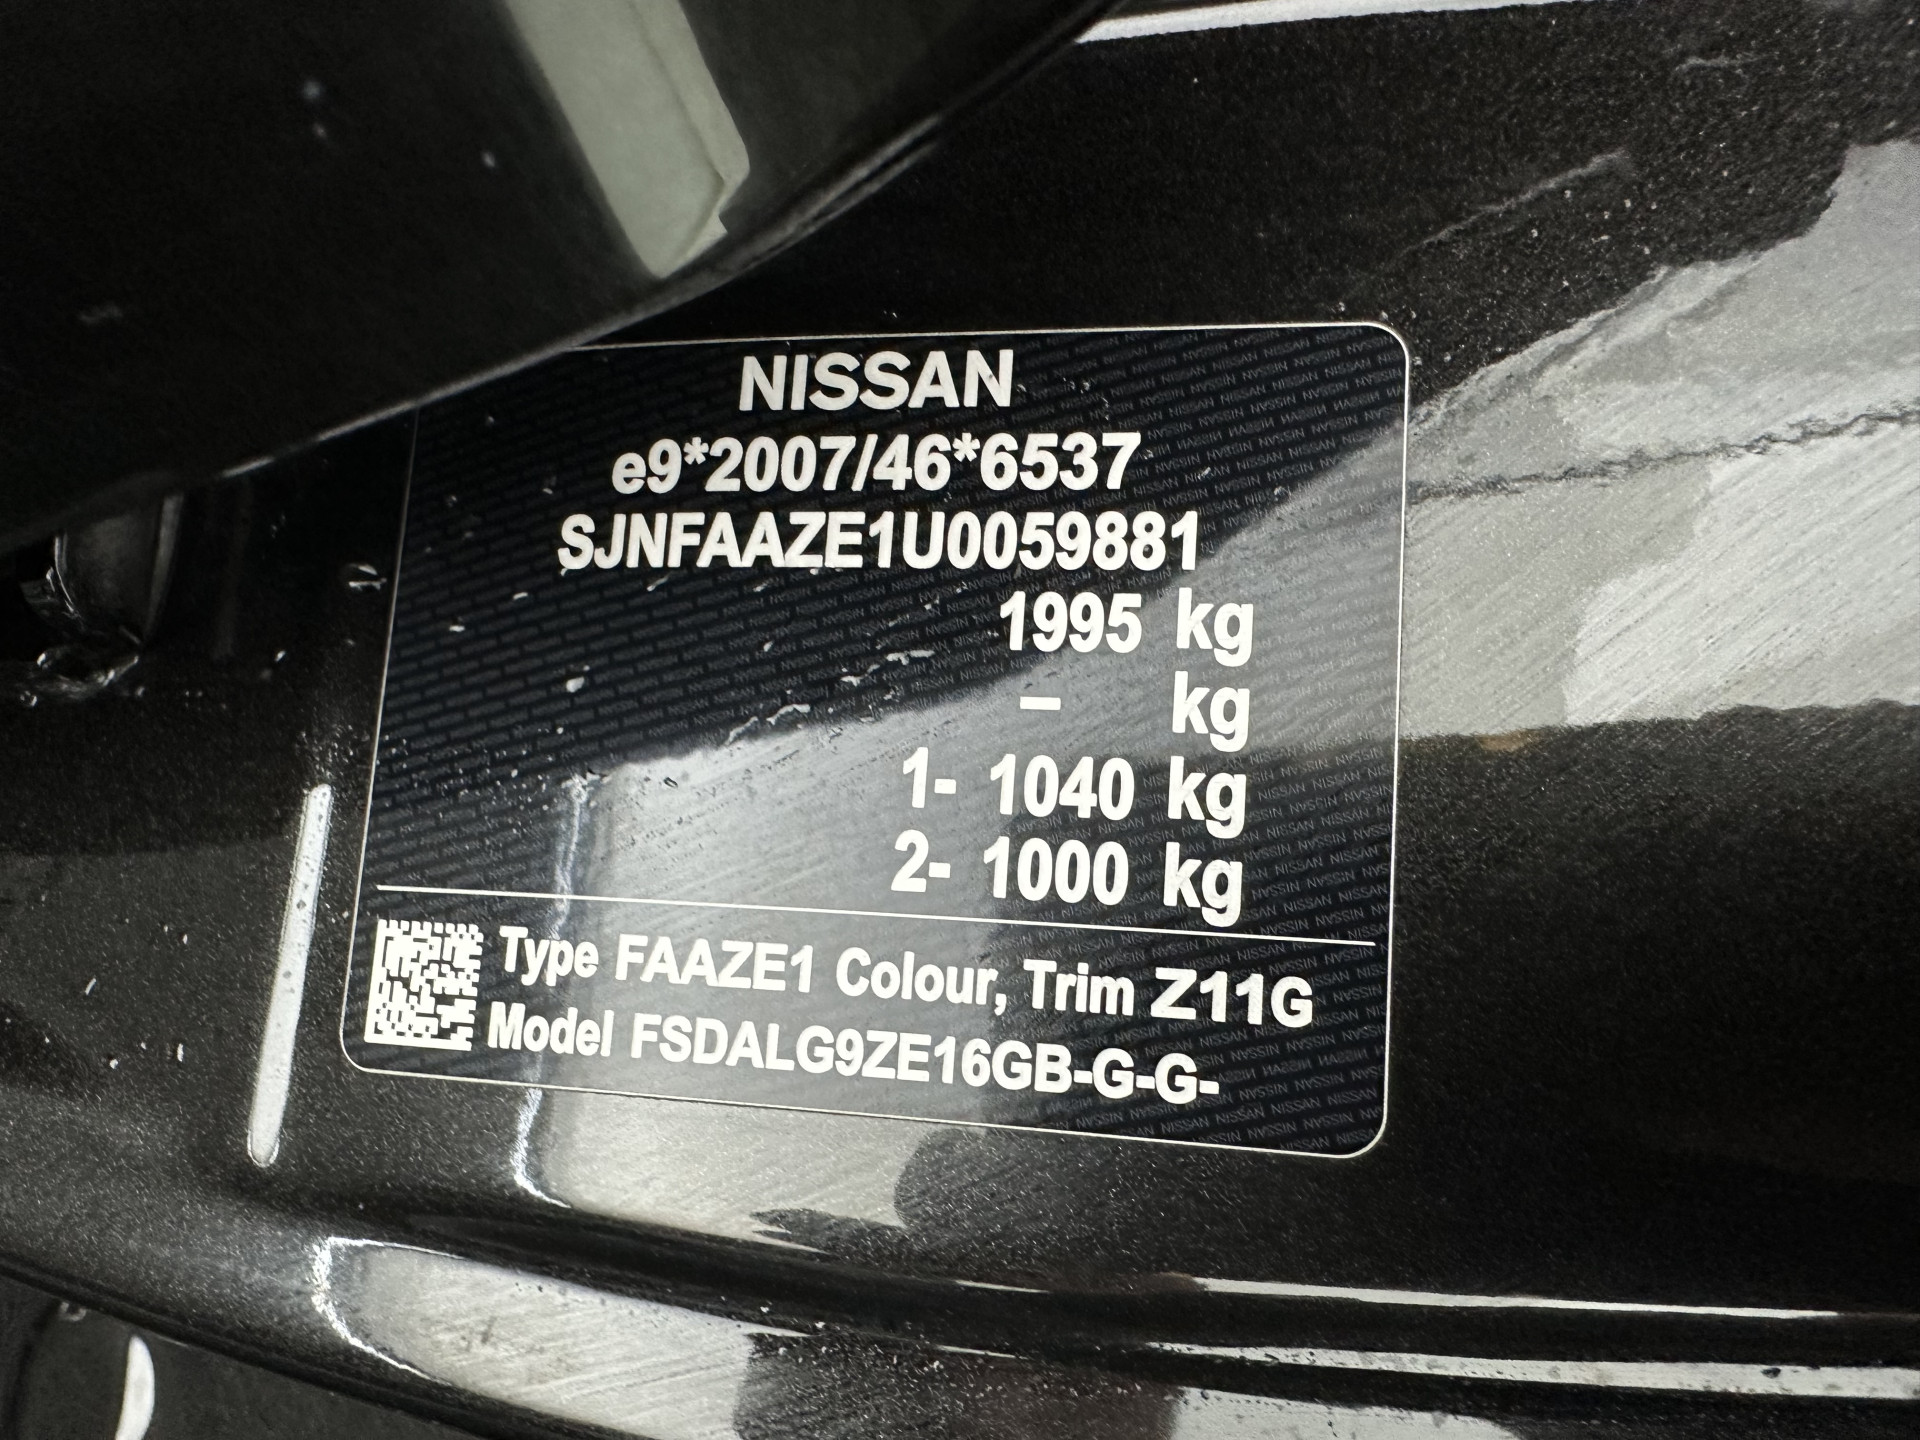 NISSAN
e9*2007/46*6537
SJNFAAZE1U0059881
1995 kg
– kg
1- 1040 kg
2- 1000 kg
Type FAAZE1 Colour, Trim Z11G
Model FSDALG9ZE16GB-G-G-